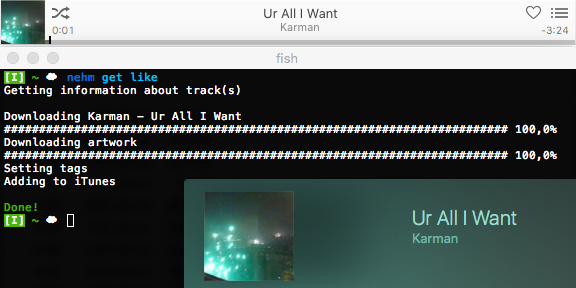 Ur All I Want
Karman
0:01
-3:24
fish
[I] ~ nehm get like
Getting information about track(s)
Downloading Karman — Ur All I Want
######################################################################## 100,0%
Downloading artwork
######################################################################## 100,0%
Setting tags
Adding to iTunes
Done!
[I] ~
Ur All I Want
Karman